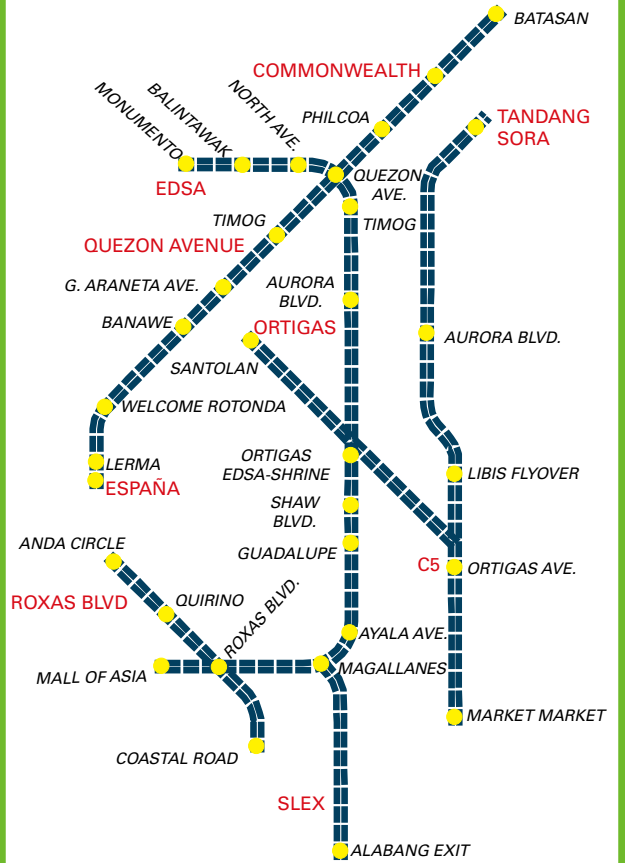 BATASAN
COMMONWEALTH
PHILCOA
TANDANG
SORA
MONUMENTO
BALINTAWAK
NORTH AVE.
EDSA
QUEZON
AVE.
TIMOG
TIMOG
QUEZON AVENUE
G. ARANETA AVE.
AURORA
BLVD.
BANAWE
ORTIGAS
AURORA BLVD.
SANTOLAN
WELCOME ROTONDA
LERMA
ESPAÑA
ORTIGAS
EDSA-SHRINE
LIBIS FLYOVER
SHAW
BLVD.
GUADALUPE
ANDA CIRCLE
C5
ORTIGAS AVE.
ROXAS BLVD
QUIRINO
ROXAS BLVD.
AYALA AVE.
MALL OF ASIA
MAGALLANES
MARKET MARKET
COASTAL ROAD
SLEX
ALABANG EXIT